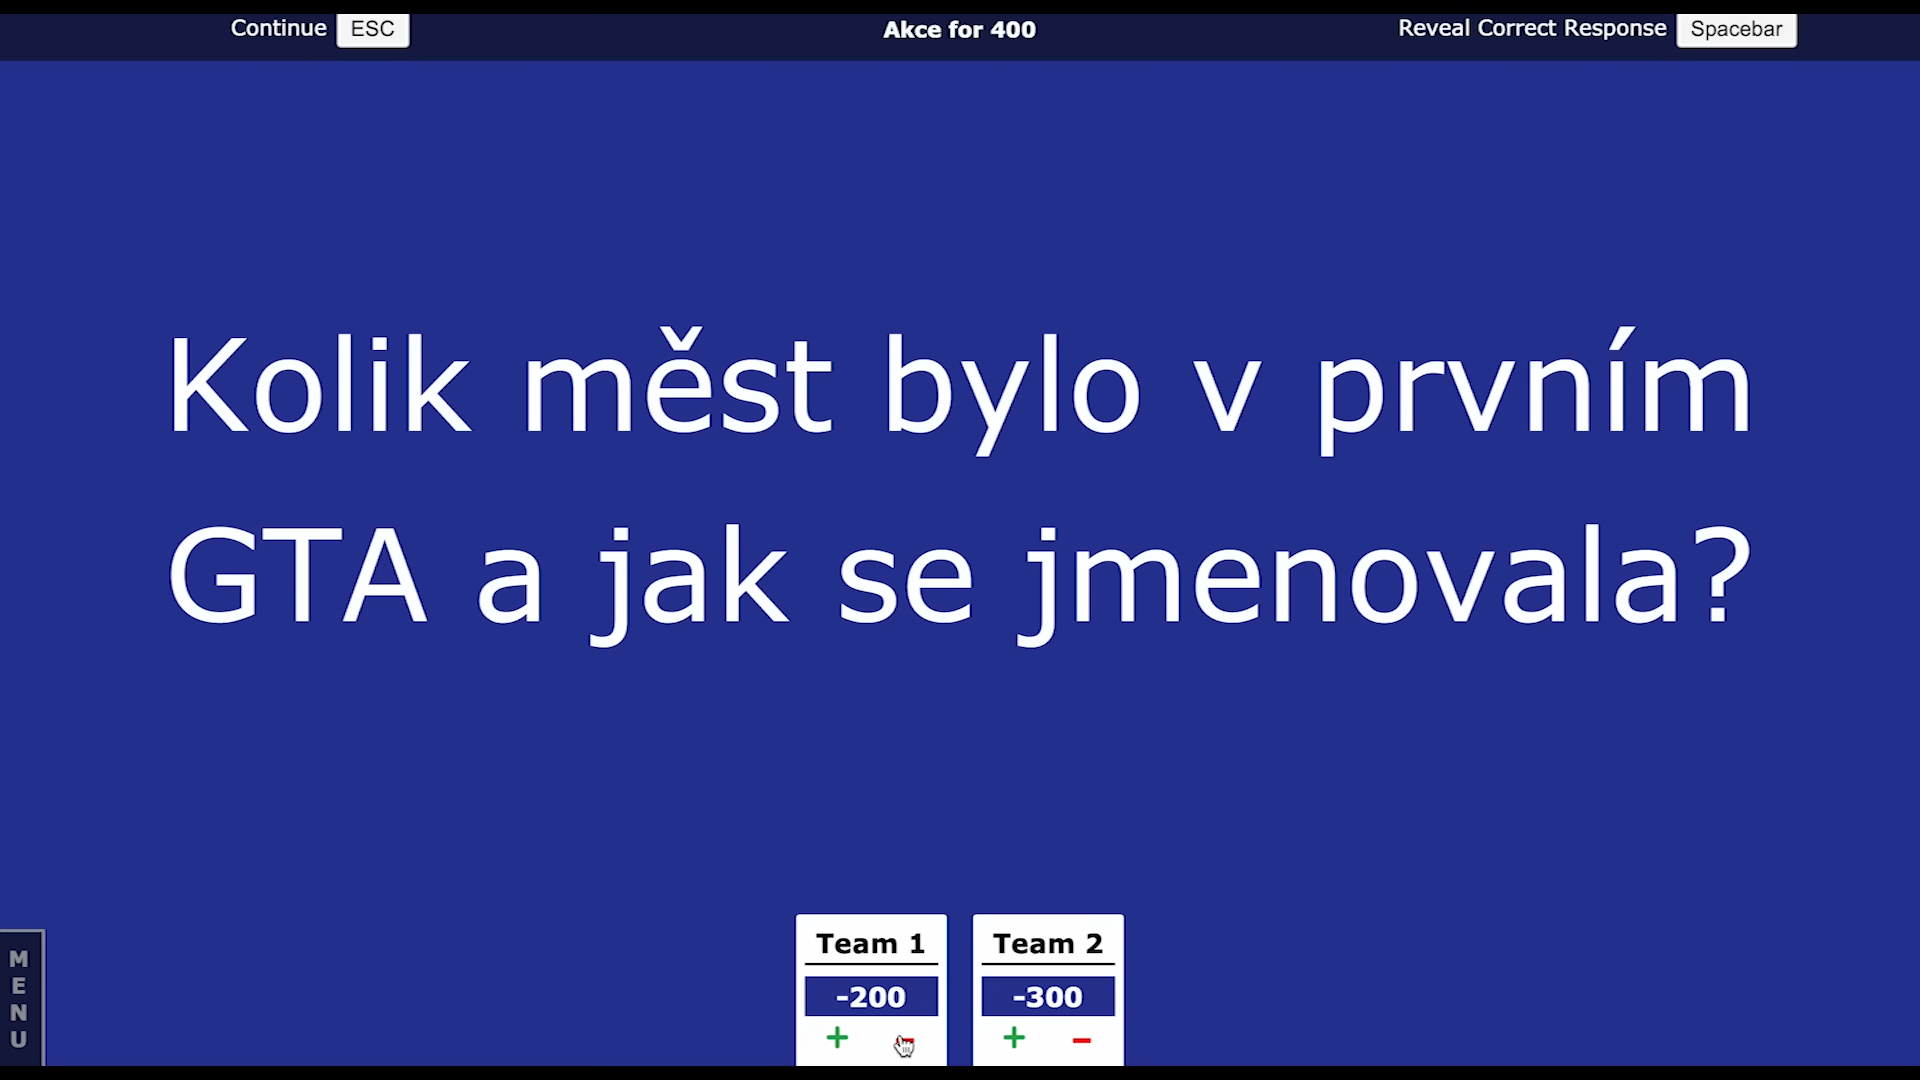 Continue ESC Akce for 400 Reveal Correct Response Spacebar
Kolik měst bylo v prvním
GTA a jak se jmenovala?
Team 1 Team 2
-200 -300
+ - + -
MENU